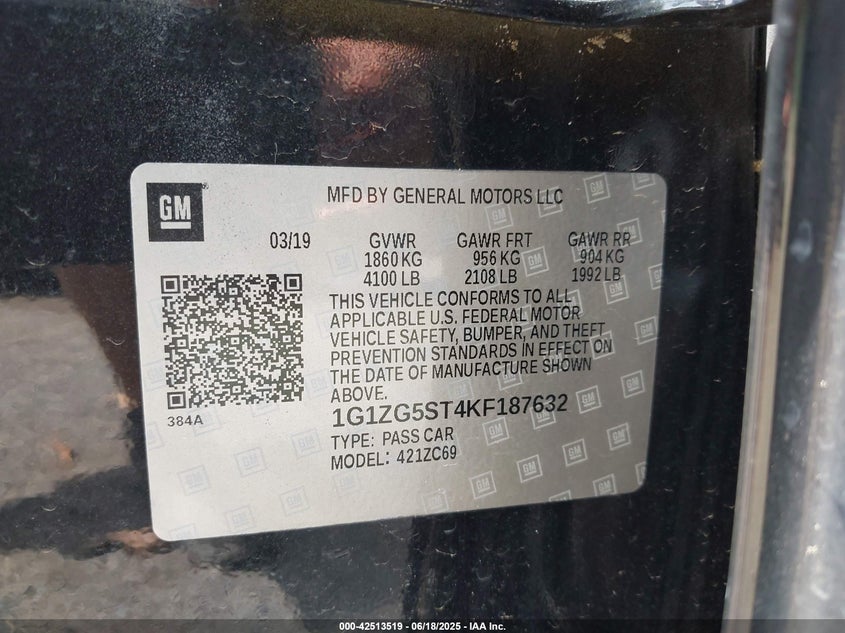 GM
MFD BY GENERAL MOTORS LLC
03/19 GVWR GAWR FRT GAWR RR
1860 KG 956 KG 904 KG
4100 LB 2108 LB 1992 LB
THIS VEHICLE CONFORMS TO ALL
APPLICABLE U.S. FEDERAL MOTOR
VEHICLE SAFETY, BUMPER, AND THEFT
PREVENTION STANDARDS IN EFFECT ON
THE DATE OF MANUFACTURE SHOWN
ABOVE.
384A
1G1ZG5ST4KF187632
TYPE: PASS CAR
MODEL: 421ZC69
000-42513519 - 06/18/2025 - IAA Inc.